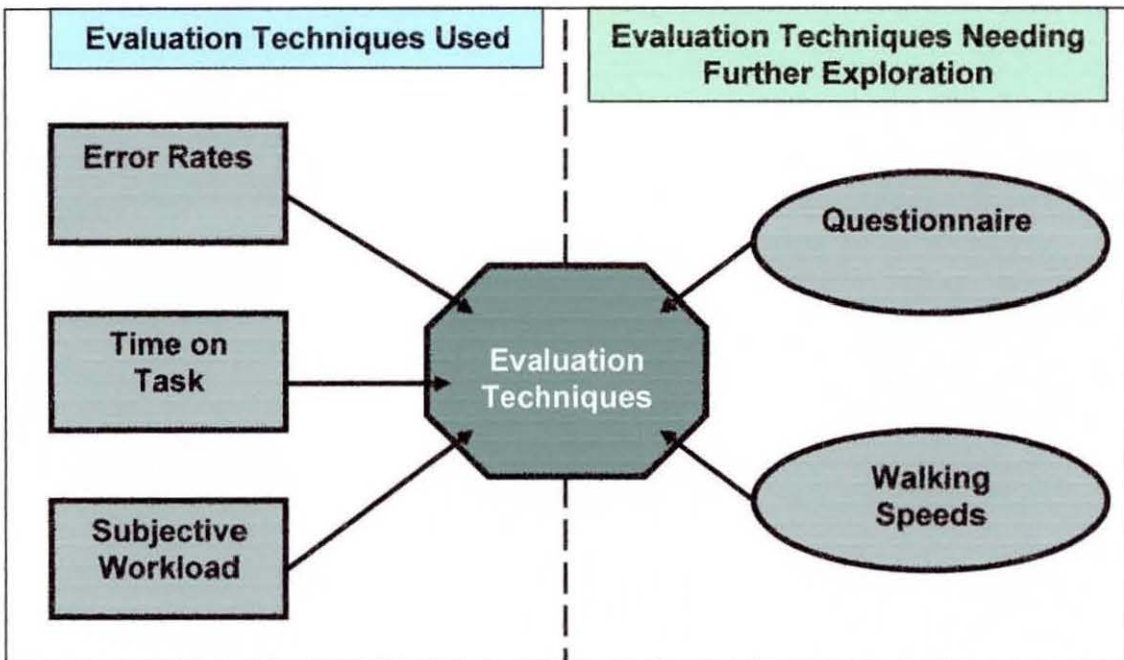 Evaluation Techniques Used
Evaluation Techniques Needing
Further Exploration
Error Rates
Time on
Task
Subjective
Workload
Evaluation
Techniques
Questionnaire
Walking
Speeds